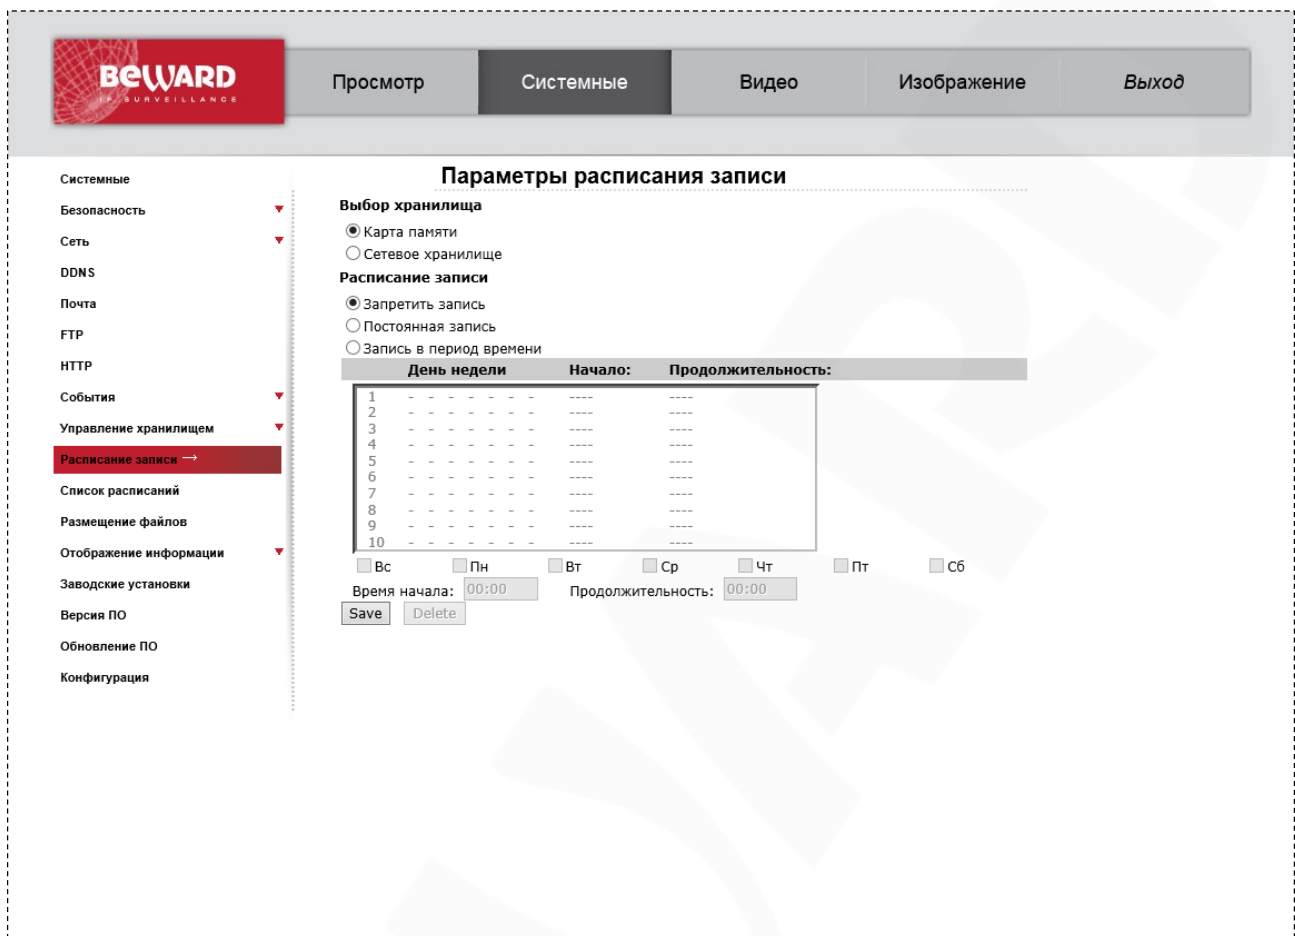 BEWARD
IP SURVEILLANCE
Просмотр Системные Видео Изображение Выход
Системные
Безопасность
Сеть
DDNS
Почта
FTP
HTTP
События
Управление хранилищем
Расписание записи →
Список расписаний
Размещение файлов
Отображение информации
Заводские установки
Версия ПО
Обновление ПО
Конфигурация
Параметры расписания записи
Выбор хранилища
Карта памяти
Сетевое хранилище
Расписание записи
Запретить запись
Постоянная запись
Запись в период времени
День недели Начало: Продолжительность:
1 - - - - - - - ---- ----
2 - - - - - - - ---- ----
3 - - - - - - - ---- ----
4 - - - - - - - ---- ----
5 - - - - - - - ---- ----
6 - - - - - - - ---- ----
7 - - - - - - - ---- ----
8 - - - - - - - ---- ----
9 - - - - - - - ---- ----
10 - - - - - - - ---- ----
Вс Пн Вт Ср Чт Пт Сб
Время начала: 00:00 Продолжительность: 00:00
Save Delete